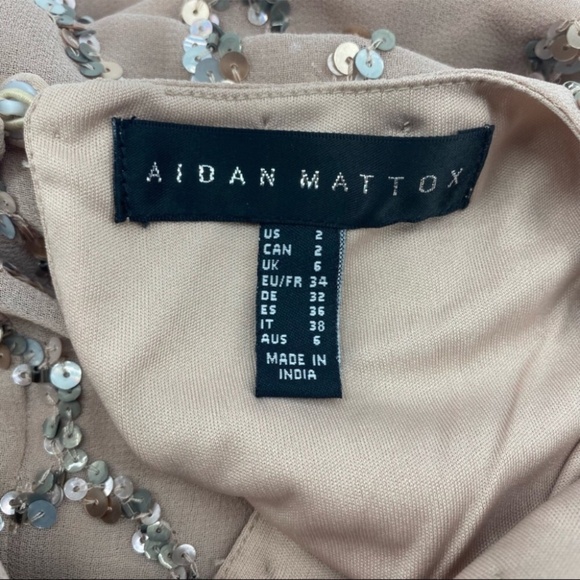 AIDAN MATTOX
US 2
CAN 2
UK 6
EU/FR 34
DE 32
ES 36
IT 38
AUS 6
MADE IN
INDIA